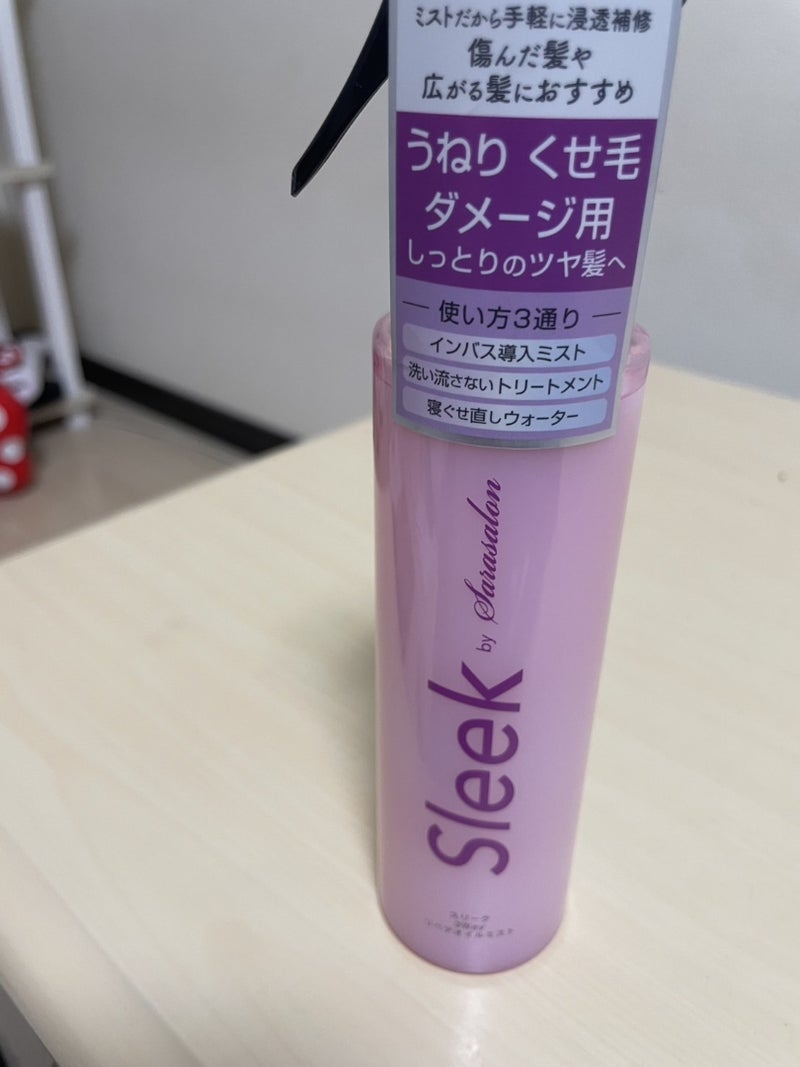 ミストだから手軽に浸透補修
傷んだ髪や
広がる髪におすすめ
うねり くせ毛
ダメージ用
しっとりのツヤ髪へ
使い方3通り
インバス導入ミスト
洗い流さないトリートメント
寝ぐせ直しウォーター
Sleek by Sarasalon